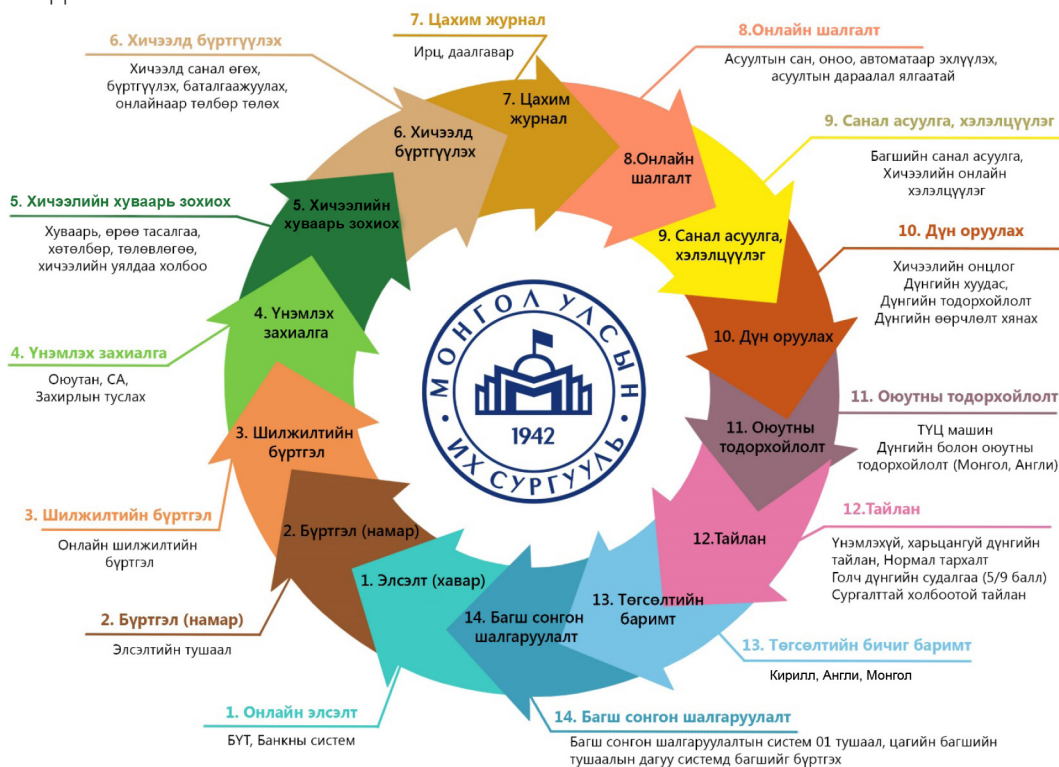 6. Хичээлд бүртгүүлэх
Хичээлд санал өгөх,
бүртгүүлэх, баталгаажуулах,
онлайнаар төлбөр төлөх
7. Цахим журнал
Ирц, даалгавар
8.Онлайн шалгалт
Асуултын сан, оноо, автоматаар эхлүүлэх,
асуултын дараалал ялгаатай
9. Санал асуулга, хэлэлцүүлэг
Багшийн санал асуулга,
Хичээлийн онлайн
хэлэлцүүлэг
10. Дүн оруулах
Хичээлийн онцлог
Дүнгийн хуудас,
Дүнгийн тодорхойлолт
Дүнгийн өөрчлөлт хянах
11. Оюутны тодорхойлолт
ТҮЦ машин
Дүнгийн болон оюутны
тодорхойлолт (Монгол, Англи)
12.Тайлан
Үнэмлэхүй, харьцангуй дүнгийн
тайлан, Нормал тархалт
Голч дүнгийн судалгаа (5/9 балл)
Сургалттай холбоотой тайлан
13. Төгсөлтийн бичиг баримт
Кирилл, Англи, Монгол
14. Багш сонгон шалгаруулалт
Багш сонгон шалгаруулалтын систем 01 тушаал, цагийн багшийн
тушаалын дагуу системд багшийг бүртгэх
1. Онлайн элсэлт
БҮТ, Банкны систем
2. Бүртгэл (намар)
Элсэлтийн тушаал
3. Шилжилтийн бүртгэл
Онлайн шилжилтийн
бүртгэл
4. Үнэмлэх захиалга
Оюутан, СА,
Захирлын туслах
5. Хичээлийн хуваарь зохиох
Хуваарь, өрөө тасалгаа,
хөтөлбөр, төлөвлөгөө,
хичээлийн уялдаа холбоо
6. Хичээлд
бүртгүүлэх
7. Цахим
журнал
8.Онлайн
шалгалт
9. Санал асуулга,
хэлэлцүүлэг
10. Дүн оруулах
11. Оюутны
тодорхойлолт
12.Тайлан
13. Төгсөлтийн
баримт
14. Багш сонгон
шалгаруулалт
1. Элсэлт (хавар)
2. Бүртгэл (намар)
3. Шилжилтийн
бүртгэл
4. Үнэмлэх
захиалга
5. Хичээлийн
хуваарь зохиох
МОНГОЛ УЛСЫН
ИХ СУРГУУЛЬ
1942